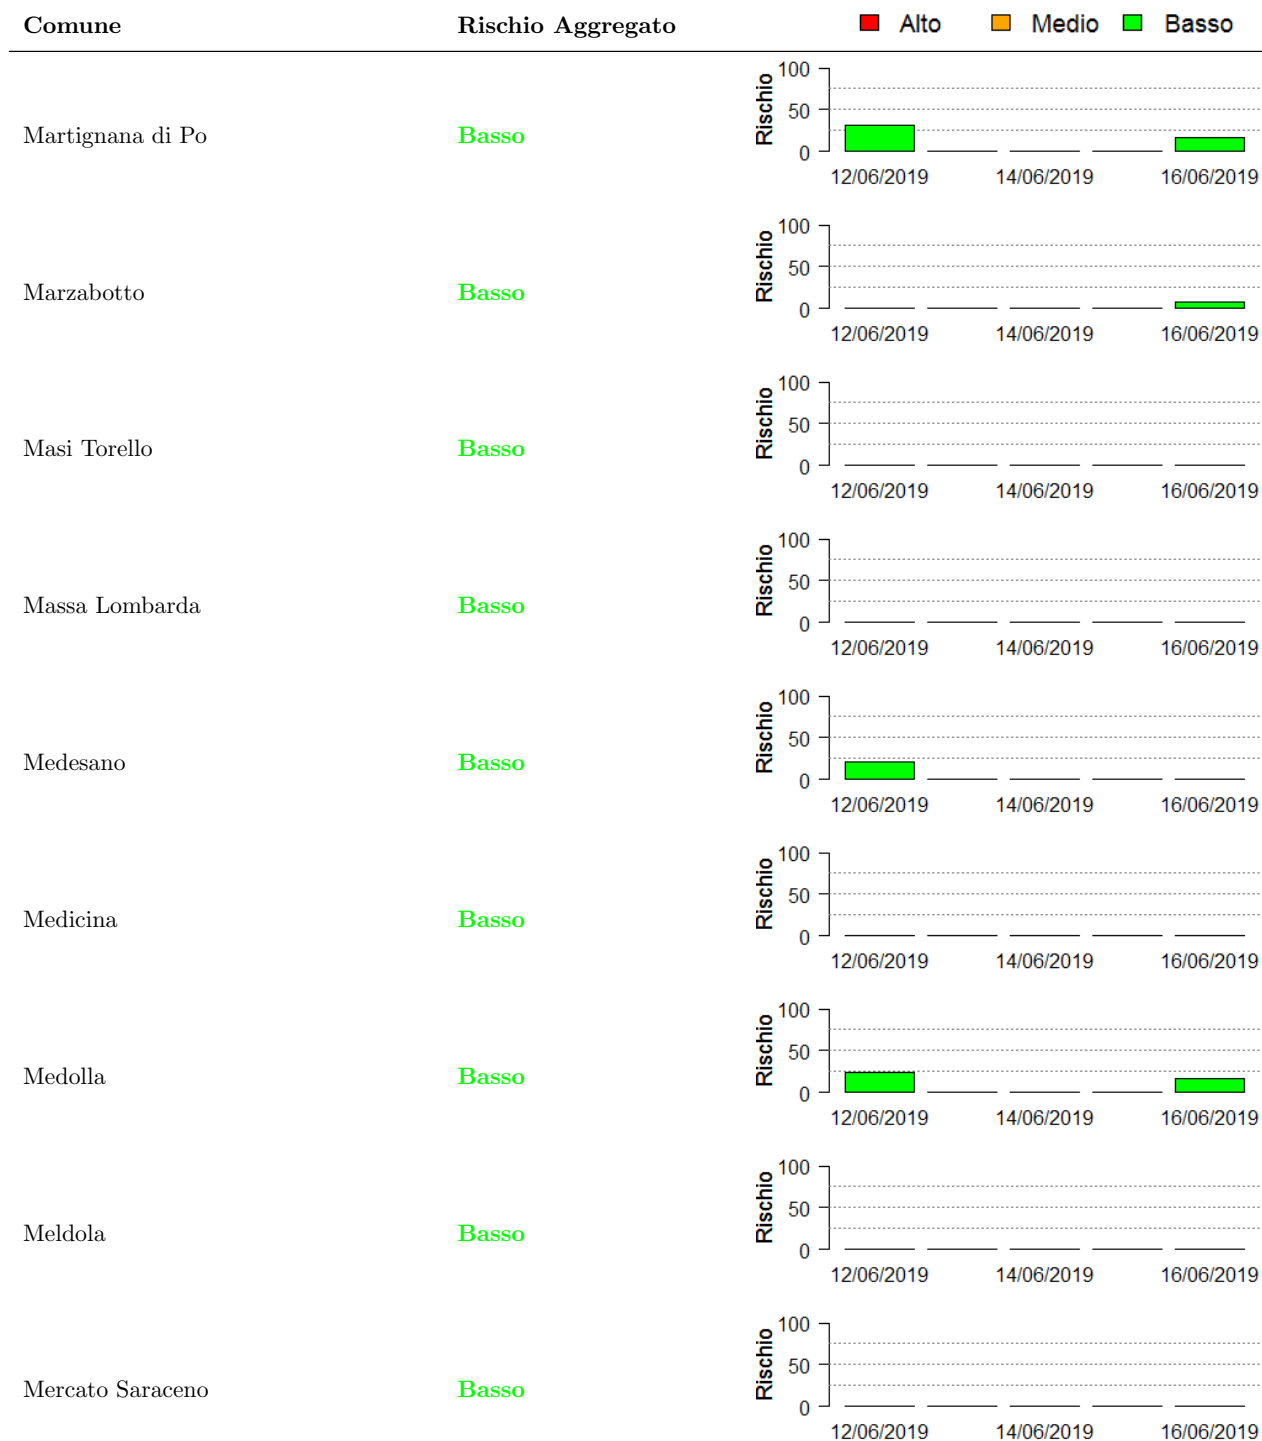 Comune Rischio Aggregato Alto Medio Basso
Martignana di Po Basso Rischio 100 50 0
12/06/2019 14/06/2019 16/06/2019
Marzabotto Basso Rischio 100 50 0
12/06/2019 14/06/2019 16/06/2019
Masi Torello Basso Rischio 100 50 0
12/06/2019 14/06/2019 16/06/2019
Massa Lombarda Basso Rischio 100 50 0
12/06/2019 14/06/2019 16/06/2019
Medesano Basso Rischio 100 50 0
12/06/2019 14/06/2019 16/06/2019
Medicina Basso Rischio 100 50 0
12/06/2019 14/06/2019 16/06/2019
Medolla Basso Rischio 100 50 0
12/06/2019 14/06/2019 16/06/2019
Meldola Basso Rischio 100 50 0
12/06/2019 14/06/2019 16/06/2019
Mercato Saraceno Basso Rischio 100 50 0
12/06/2019 14/06/2019 16/06/2019